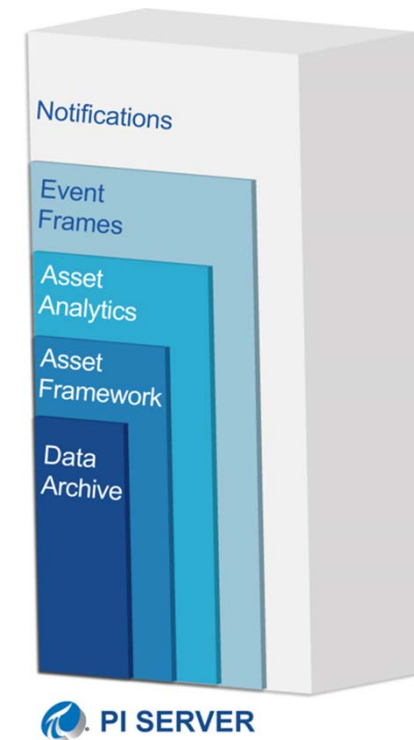 Notifications
Event
Frames
Asset
Analytics
Asset
Framework
Data
Archive
PI SERVER